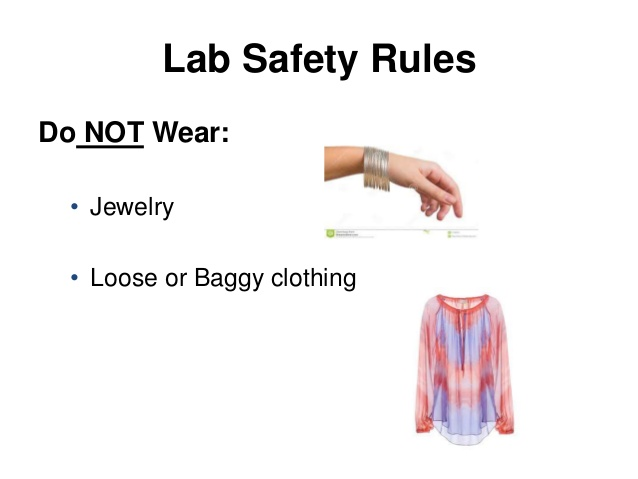 Lab Safety Rules
Do NOT Wear:
• Jewelry
• Loose or Baggy clothing